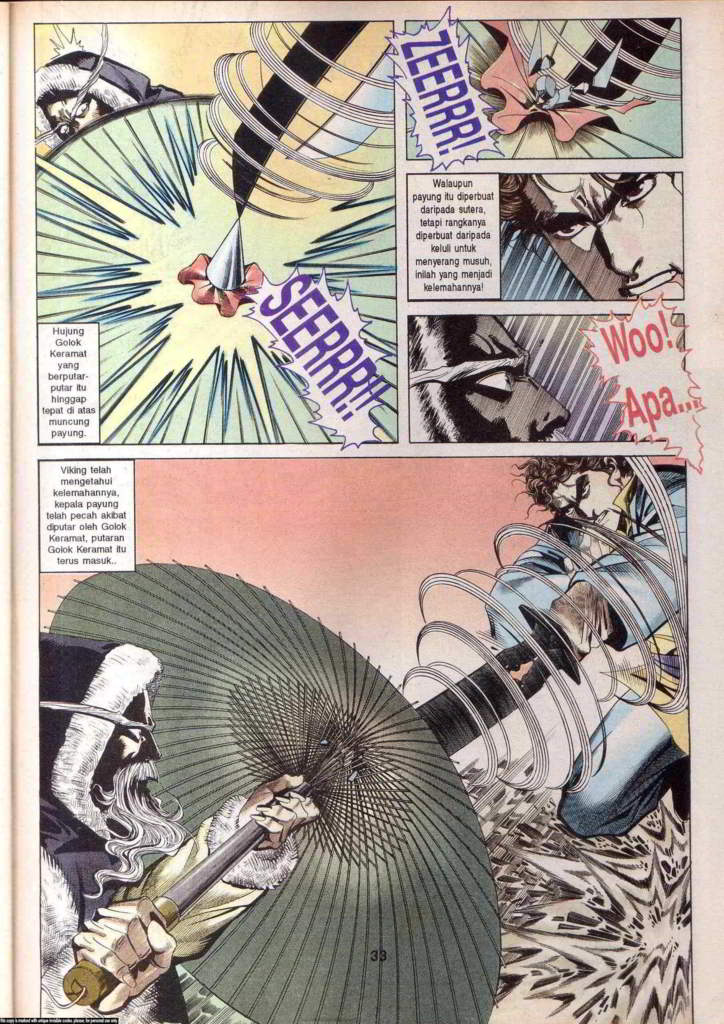 Hujung
Golok
Keramat
yang
berputar-
putar itu
hinggap
tepat di atas
muncung
payung.
SEERRR!!
ZEERRR!
Walaupun
payung itu diperbuat
daripada sutera,
tetapi rangkanya
diperbuat daripada
keluli untuk
menyerang musuh,
inilah yang menjadi
kelemahannya!
Woo!
Apa...
Viking telah
mengetahui
kelemahannya,
kepala payung
telah pecah akibat
diputar oleh Golok
Keramat, putaran
Golok Keramat itu
terus masuk..
33